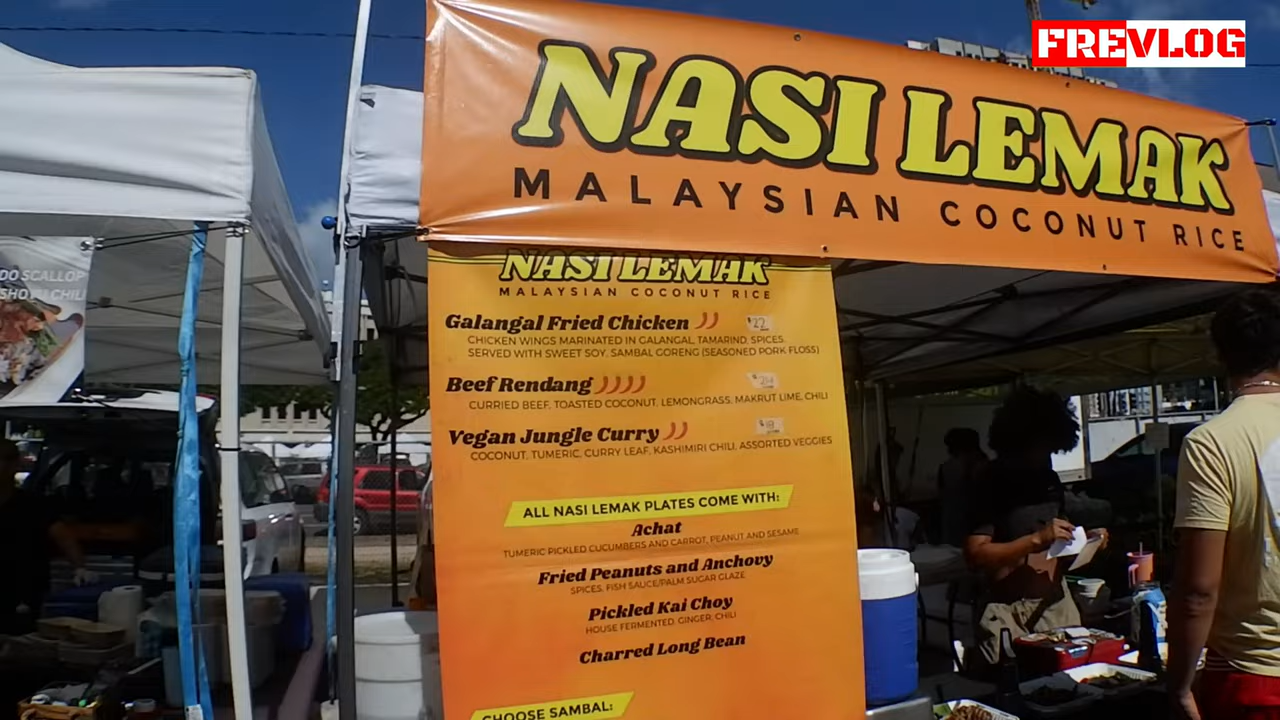 FREVLOG
NASI LEMAK
MALAYSIAN COCONUT RICE
DO SCALLOP
CHILI
NASI LEMAK
MALAYSIAN COCONUT RICE
Galangal Fried Chicken $22
CHICKEN WINGS MARINATED IN GALANGAL, TAMARIND, SPICES.
SERVED WITH SWEET SOY, SAMBAL GORENG (SEASONED PORK FLOSS)
Beef Rendang
CURRIED BEEF, TOASTED COCONUT, LEMONGRASS, MAKRUT LIME, CHILI
Vegan Jungle Curry
COCONUT, TUMERIC, CURRY LEAF, KASHIMIRI CHILI, ASSORTED VEGGIES
ALL NASI LEMAK PLATES COME WITH:
Achat
TUMERIC PICKLED CUCUMBERS AND CARROT, PEANUT AND SESAME
Fried Peanuts and Anchovy
SPICES, FISH SAUCE/PALM SUGAR GLAZE
Pickled Kai Choy
HOUSE FERMENTED, GINGER, CHILI
Charred Long Bean
CHOOSE SAMBAL: